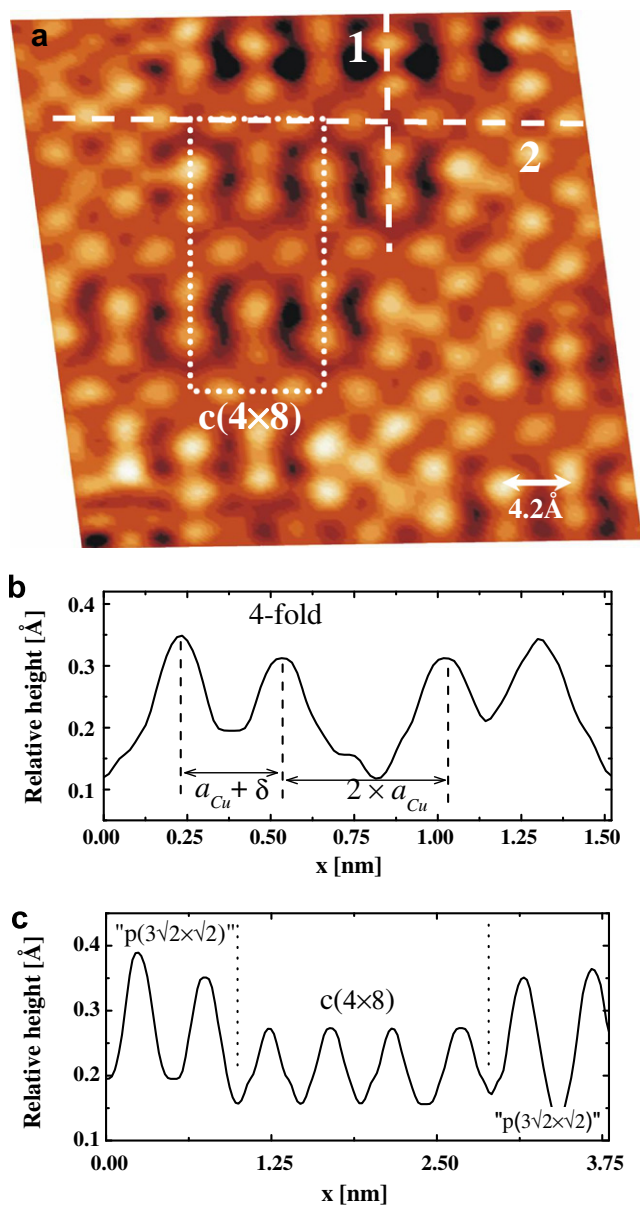 a
1
2
c(4×8)
4.2Å
b
4-fold
0.4
0.3
0.2
0.1
Relative height [Å]
a_Cu + δ
2 × a_Cu
0.00 0.25 0.50 0.75 1.00 1.25 1.50
x [nm]
c
"p(3√2×√2)"
c(4×8)
"p(3√2×√2)"
0.4
0.3
0.2
0.1
Relative height [Å]
0.00 1.25 2.50 3.75
x [nm]